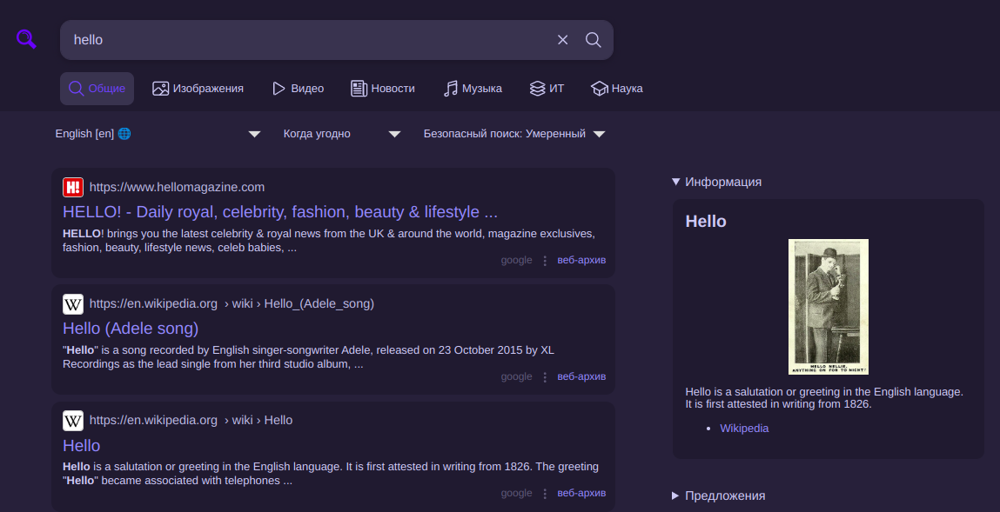 hello
Общие
Изображения
Видео
Новости
Музыка
ИТ
Наука
English [en]
Когда угодно
Безопасный поиск: Умеренный
H!
https://www.hellomagazine.com
HELLO! - Daily royal, celebrity, fashion, beauty & lifestyle ...
HELLO! brings you the latest celebrity & royal news from the UK & around the world, magazine exclusives,
fashion, beauty, lifestyle news, celeb babies, ...
google
веб-архив
W https://en.wikipedia.org › wiki › Hello_(Adele_song)
Hello (Adele song)
"Hello" is a song recorded by English singer-songwriter Adele, released on 23 October 2015 by XL
Recordings as the lead single from her third studio album, ...
google
веб-архив
W https://en.wikipedia.org › wiki › Hello
Hello
Hello is a salutation or greeting in the English language. It is first attested in writing from 1826. The greeting
"Hello" became associated with telephones ...
google
веб-архив
Информация
Hello
HELLO NELLIE,
ANYTHING ON FOR TO-NIGHT?
Hello is a salutation or greeting in the English language.
It is first attested in writing from 1826.
Wikipedia
Предложения